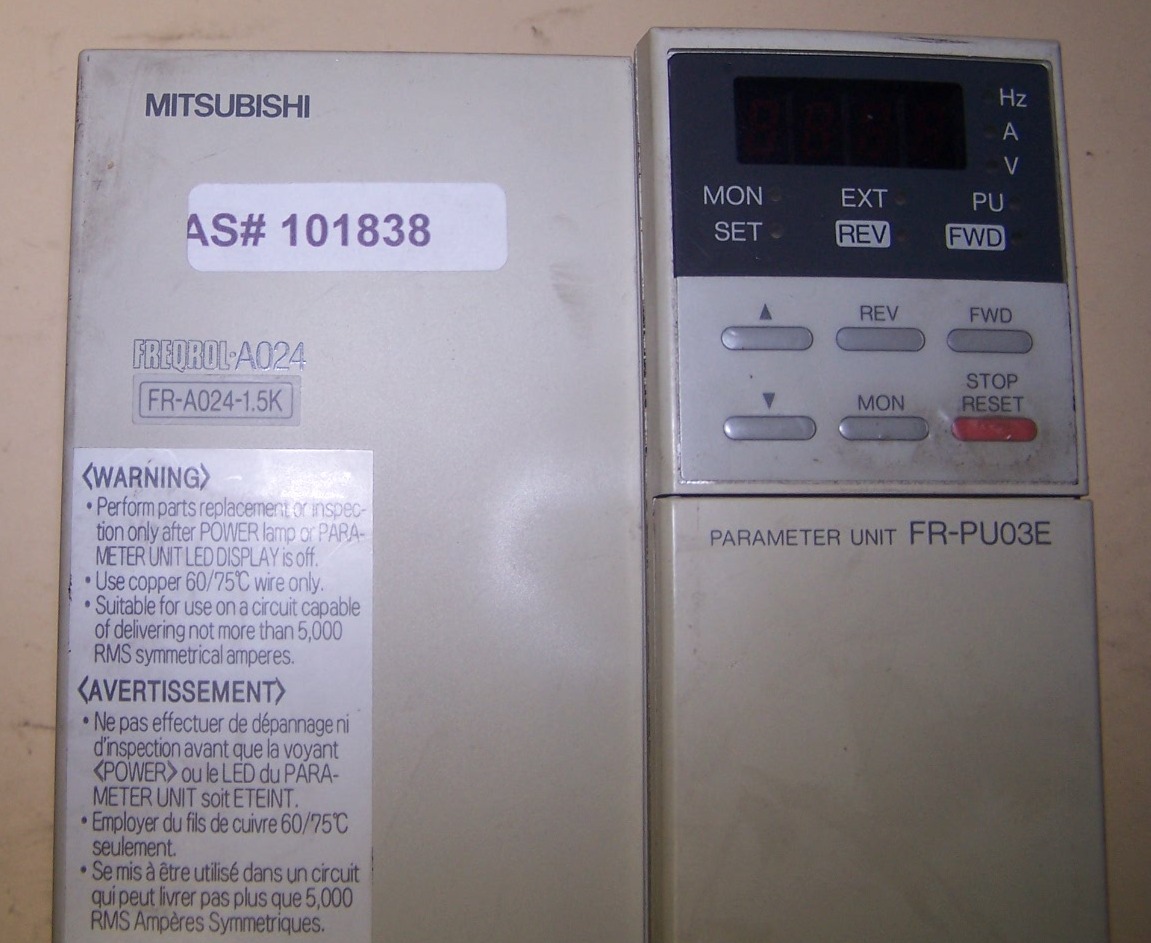 MITSUBISHI
AS# 101838
FREQROL-A024
FR-A024-1.5K
<WARNING>
• Perform parts replacement or inspec-
tion only after POWER lamp or PARA-
METER UNIT LED DISPLAY is off.
• Use copper 60/75℃ wire only.
• Suitable for use on a circuit capable
of delivering not more than 5,000
RMS symmetrical amperes.
<AVERTISSEMENT>
• Ne pas effectuer de dépannage ni
d'inspection avant que la voyant
<POWER> ou le LED du PARA-
METER UNIT soit ETEINT.
• Employer du fils de cuivre 60/75℃
seulement.
• Se mis à être utilisé dans un circuit
qui peut livrer pas plus que 5,000
RMS Ampères Symmetriques.
Hz
A
V
MON EXT PU
SET REV FWD
▲ REV FWD
STOP
▼ MON RESET
PARAMETER UNIT FR-PU03E